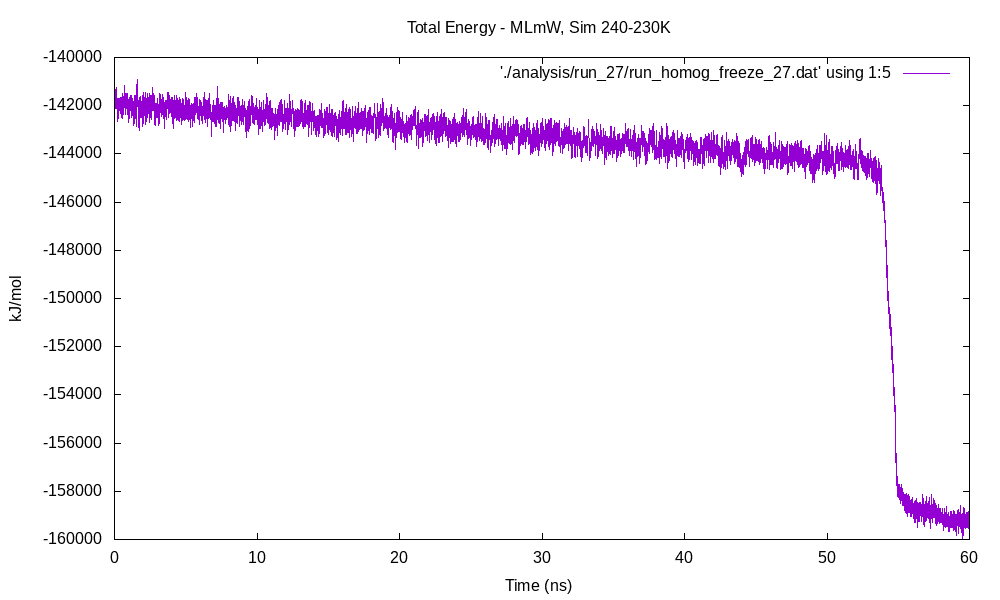 Total Energy - MLmW, Sim 240-230K
'./analysis/run_27/run_homog_freeze_27.dat' using 1:5
-140000
-142000
-144000
-146000
-148000
-150000
-152000
-154000
-156000
-158000
-160000
kJ/mol
0 10 20 30 40 50 60
Time (ns)